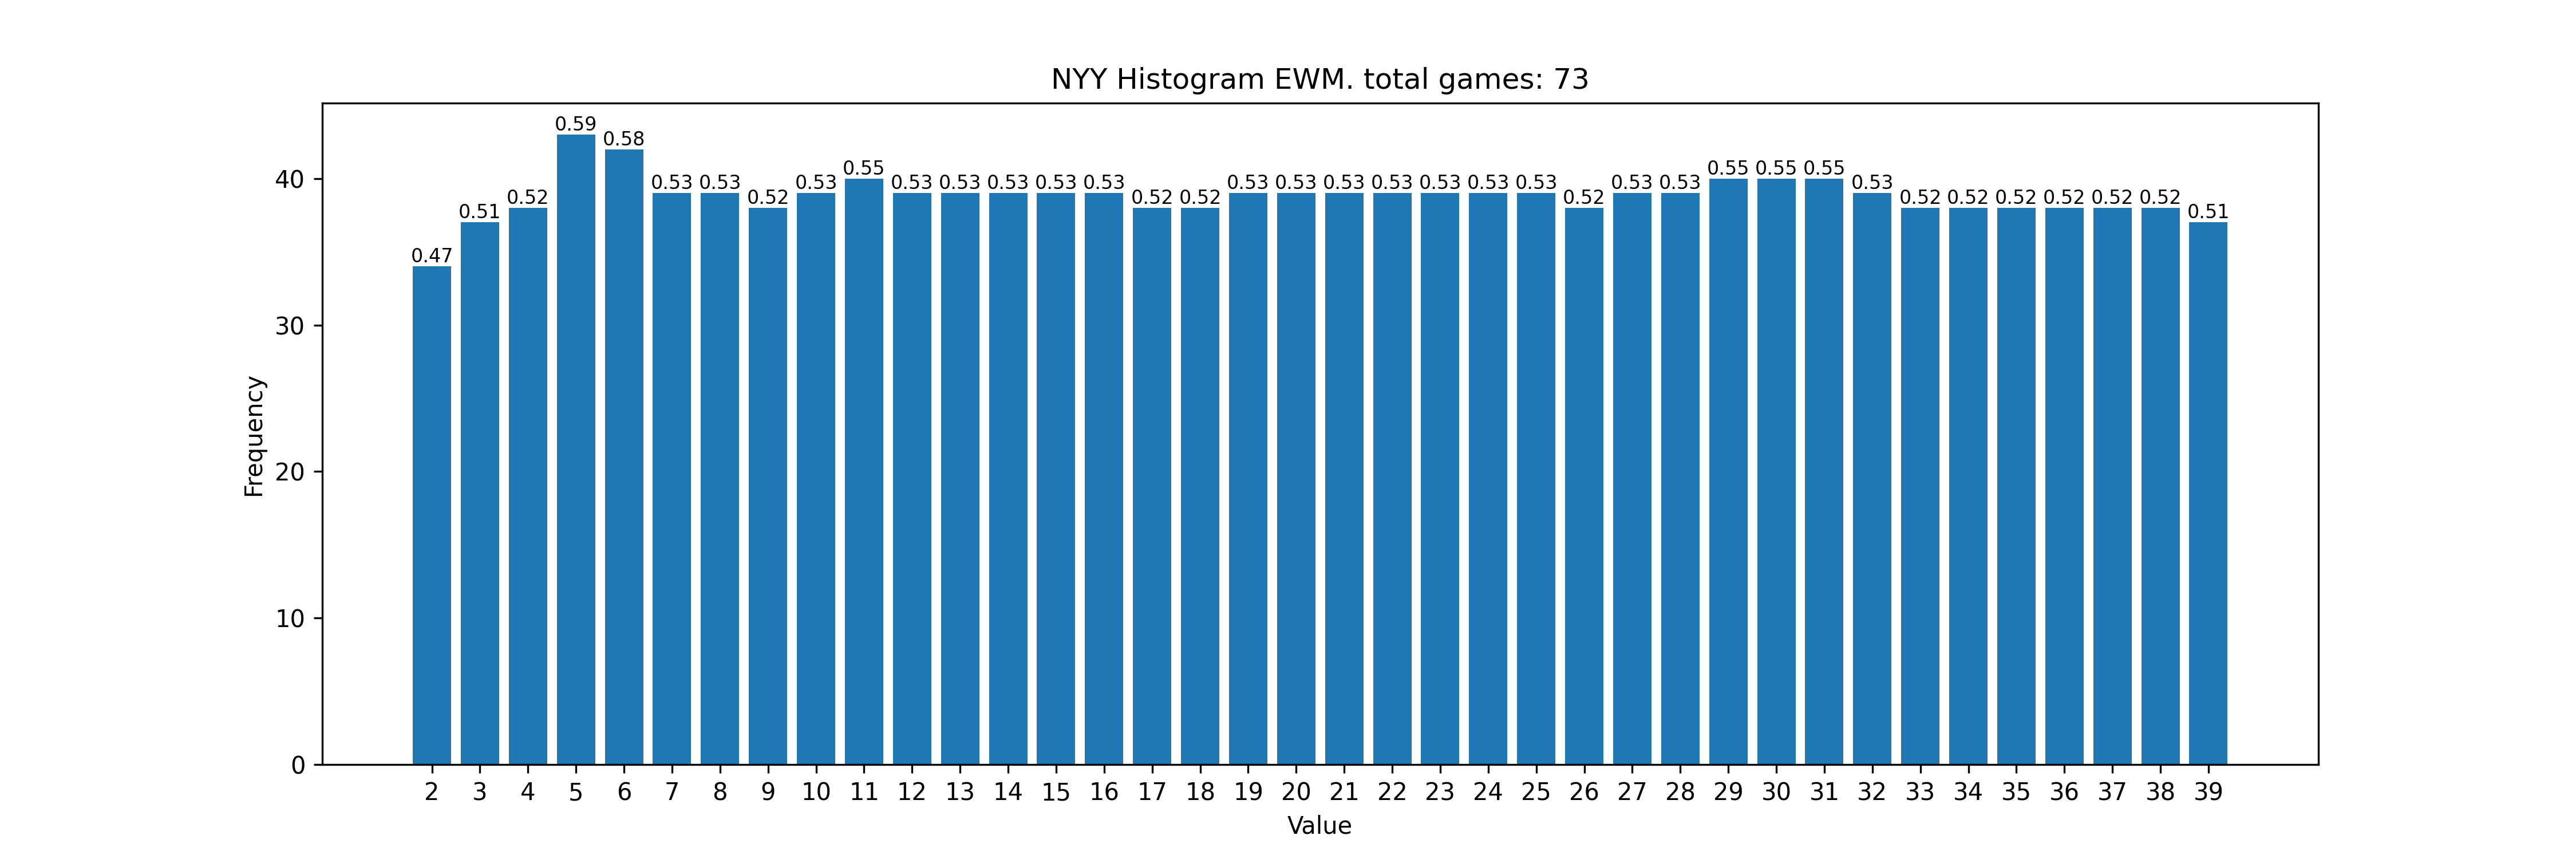 NYY Histogram EWM. total games: 73
0.47 0.51 0.52 0.59 0.58 0.53 0.53 0.52 0.53 0.55 0.53 0.53 0.53 0.53 0.53 0.52 0.52 0.53 0.53 0.53 0.53 0.53 0.53 0.53 0.52 0.53 0.53 0.55 0.55 0.55 0.53 0.52 0.52 0.52 0.52 0.52 0.52 0.51
40
30
20
10
0
Frequency
2 3 4 5 6 7 8 9 10 11 12 13 14 15 16 17 18 19 20 21 22 23 24 25 26 27 28 29 30 31 32 33 34 35 36 37 38 39
Value